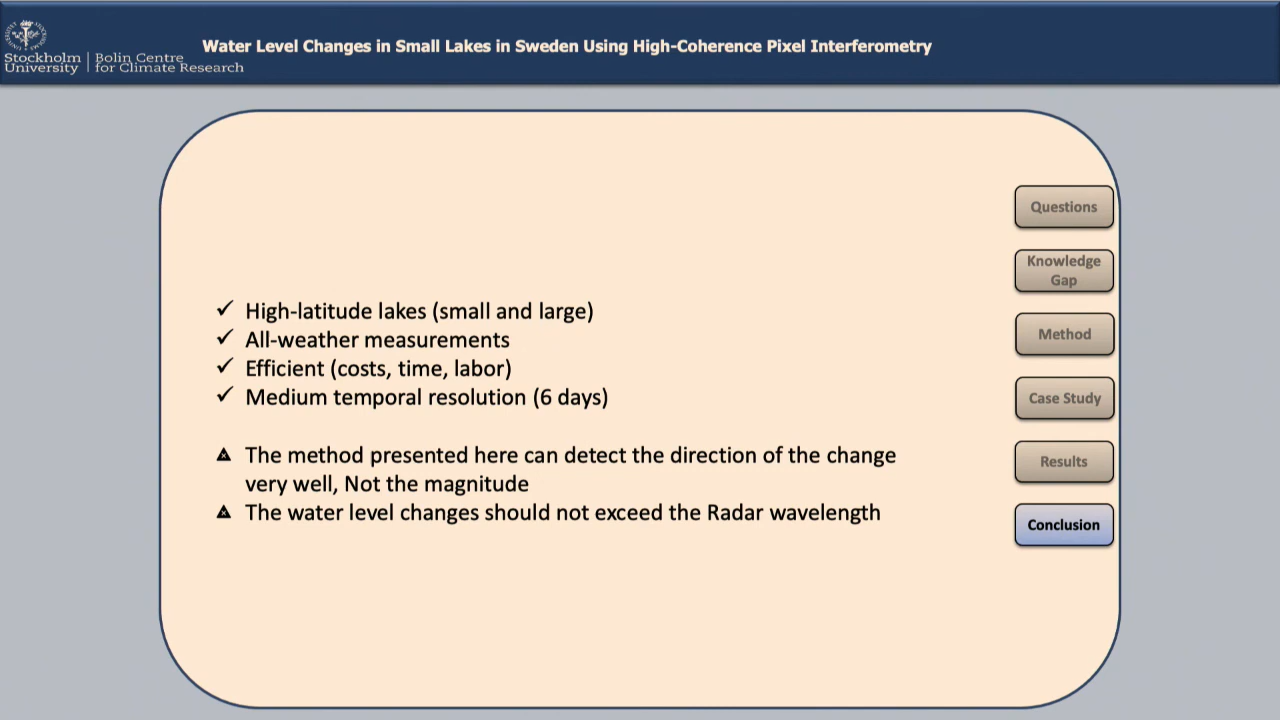 Water Level Changes in Small Lakes in Sweden Using High-Coherence Pixel Interferometry
Stockholm University
Bolin Centre for Climate Research
Questions
Knowledge Gap
Method
Case Study
Results
Conclusion
✓ High-latitude lakes (small and large)
✓ All-weather measurements
✓ Efficient (costs, time, labor)
✓ Medium temporal resolution (6 days)
The method presented here can detect the direction of the change
very well, Not the magnitude
The water level changes should not exceed the Radar wavelength